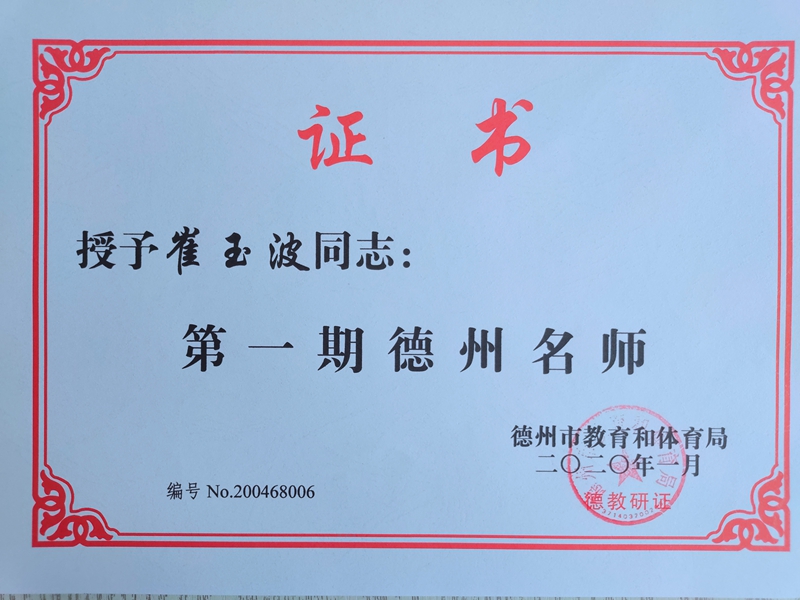 证书
授予崔玉波同志：
第一期德州名师
德州市教育和体育局
二〇二〇年一月
德教研证
编号 No.200468006